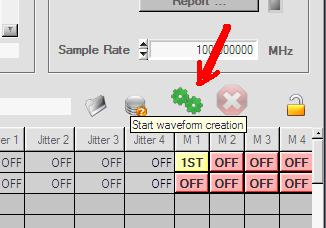 Report ...
Sample Rate 100.000000 MHz
Start waveform creation
er 1 Jitter 2 Jitter 3 Jitter 4 M 1 M 2 M 3 M 4
OFF OFF OFF OFF 1ST OFF OFF OFF
OFF OFF OFF OFF OFF OFF OFF OFF